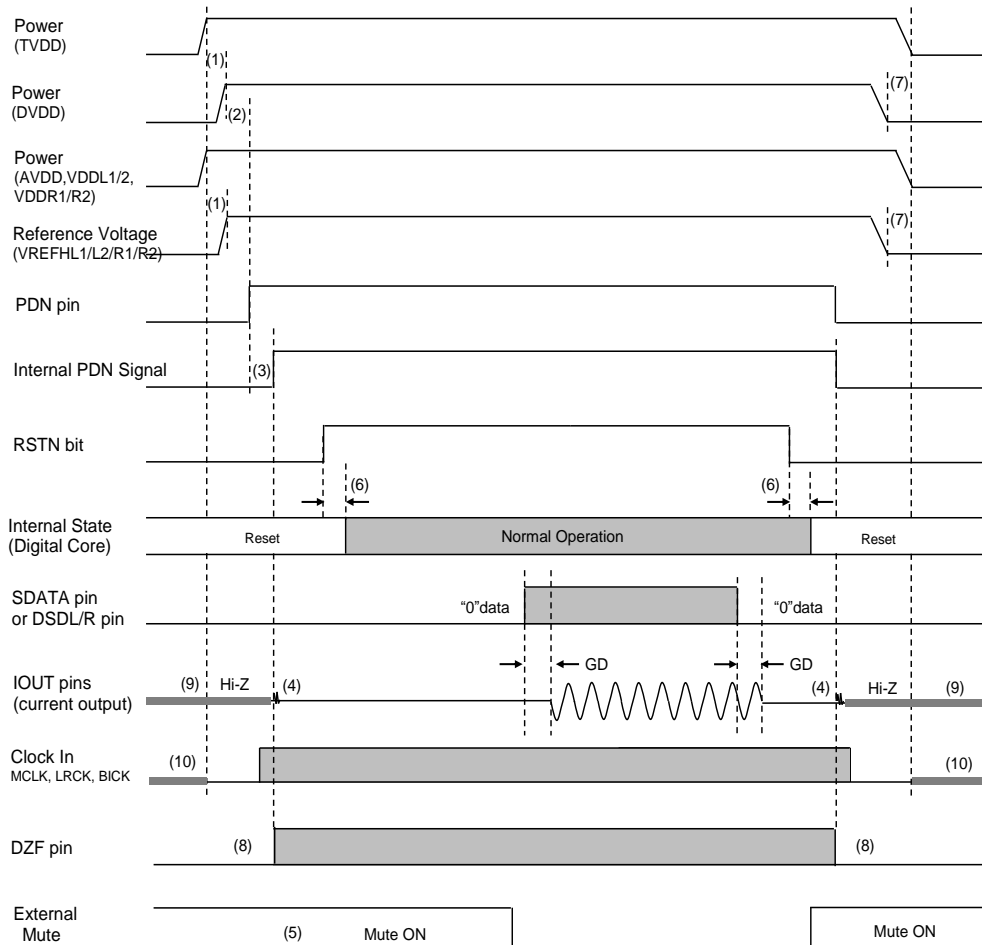 Power
(TVDD)
(1)
Power
(DVDD)
(2)
(7)
Power
(AVDD,VDDL1/2,
VDDR1/R2)
(1)
Reference Voltage
(VREFHL1/L2/R1/R2)
(7)
PDN pin
Internal PDN Signal
(3)
RSTN bit
(6)
(6)
Internal State
(Digital Core)
Reset
Normal Operation
Reset
SDATA pin
or DSDL/R pin
“0”data
“0”data
GD
GD
IOUT pins
(current output)
(9)
Hi-Z
(4)
(4)
Hi-Z
(9)
Clock In
MCLK, LRCK, BICK
(10)
(10)
DZF pin
(8)
(8)
External
Mute
(5)
Mute ON
Mute ON